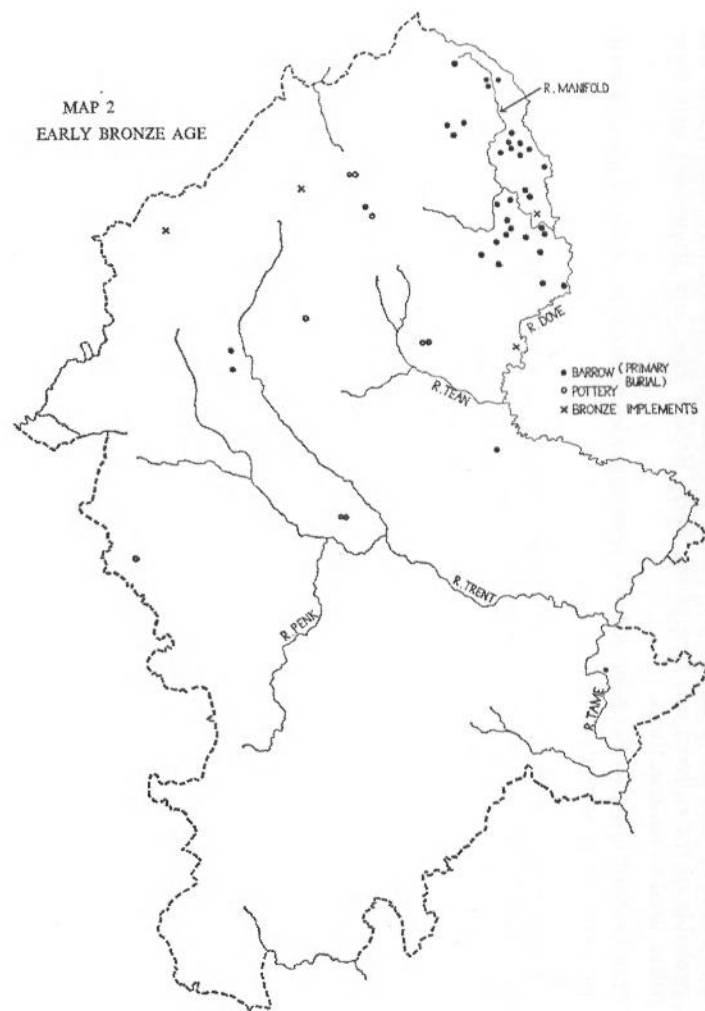 MAP 2
EARLY BRONZE AGE
R. MANIFOLD
R. DOVE
BARROW (PRIMARY
BURIAL)
POTTERY
BRONZE IMPLEMENTS
R. TEAN
R. TRENT
R. PENK
R. TAME